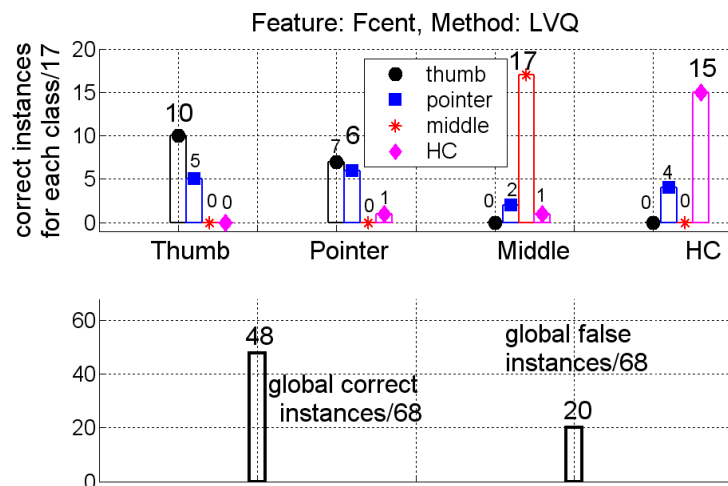 Feature: Fcent, Method: LVQ
correct instances
for each class/17
20
15
10
5
0
thumb
pointer
middle
HC
10
5
0
0
7
6
0
1
0
2
17
1
0
4
0
15
Thumb
Pointer
Middle
HC
60
40
20
0
48
global correct
instances/68
global false
instances/68
20